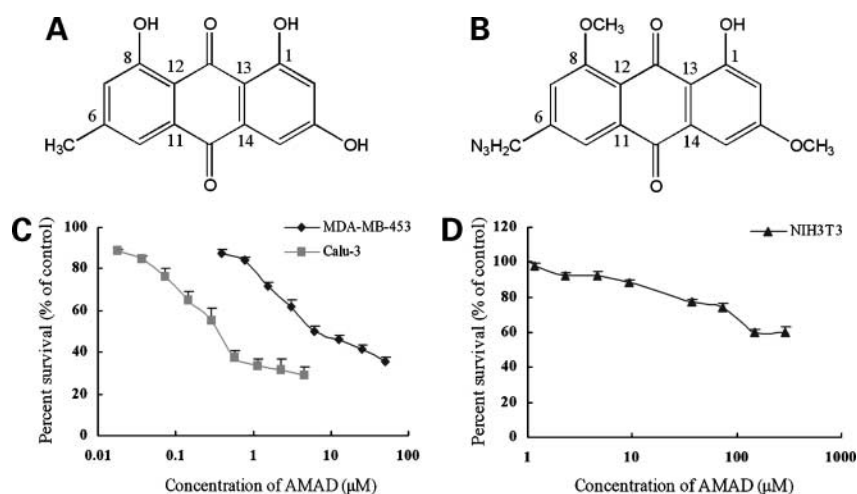 A
OH
O
OH
8
1
12
13
6
11
14
H₃C
OH
O
B
OCH₃
O
OH
8
1
12
13
6
11
14
N₃H₂C
OCH₃
O
C
MDA-MB-453
Calu-3
Percent survival (% of control)
100
80
60
40
20
0
0.01
0.1
1
10
100
Concentration of AMAD (μM)
D
NIH3T3
Percent survival (% of control)
120
100
80
60
40
20
0
1
10
100
1000
Concentration of AMAD (μM)